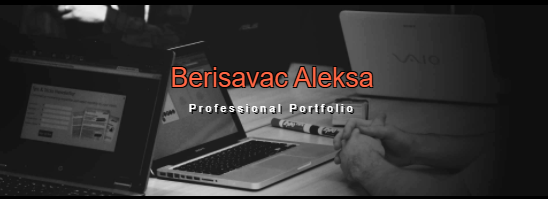 VAIO
Berisavac Aleksa
Professional Portfolio